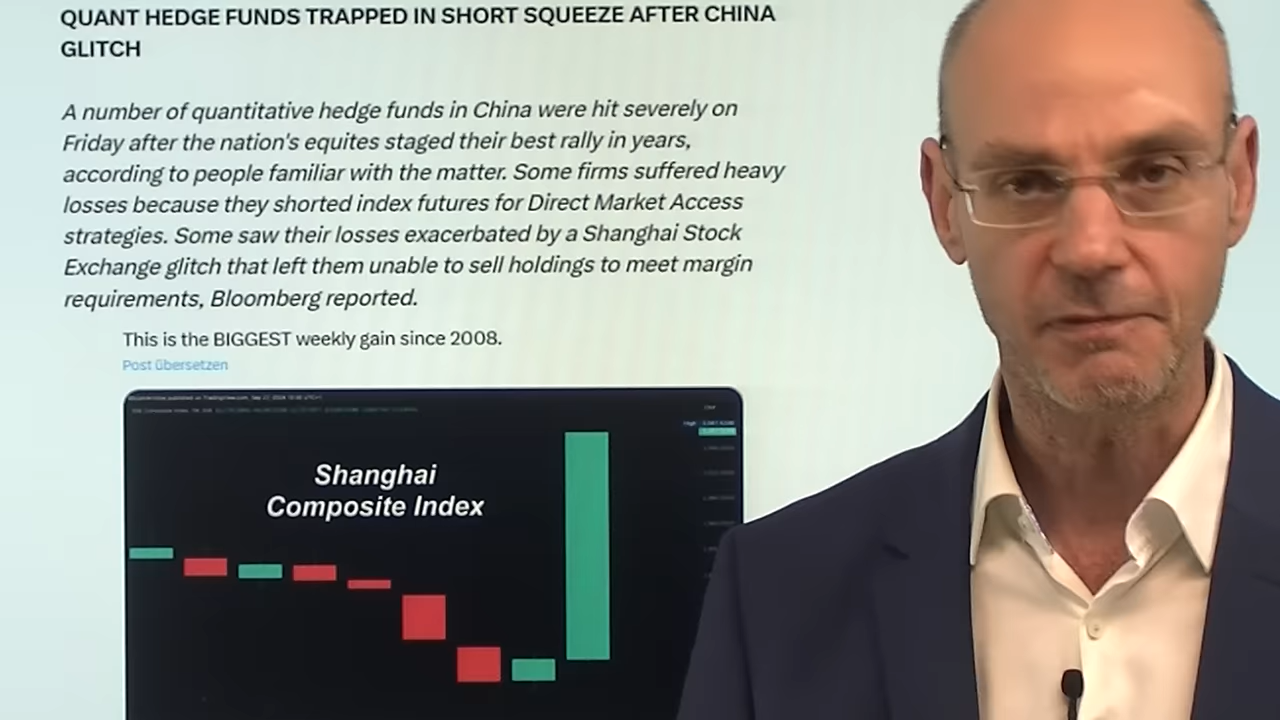 QUANT HEDGE FUNDS TRAPPED IN SHORT SQUEEZE AFTER CHINA
GLITCH
A number of quantitative hedge funds in China were hit severely on
Friday after the nation's equites staged their best rally in years,
according to people familiar with the matter. Some firms suffered heavy
losses because they shorted index futures for Direct Market Access
strategies. Some saw their losses exacerbated by a Shanghai Stock
Exchange glitch that left them unable to sell holdings to meet margin
requirements, Bloomberg reported.
This is the BIGGEST weekly gain since 2008.
Post übersetzen
Shanghai
Composite Index